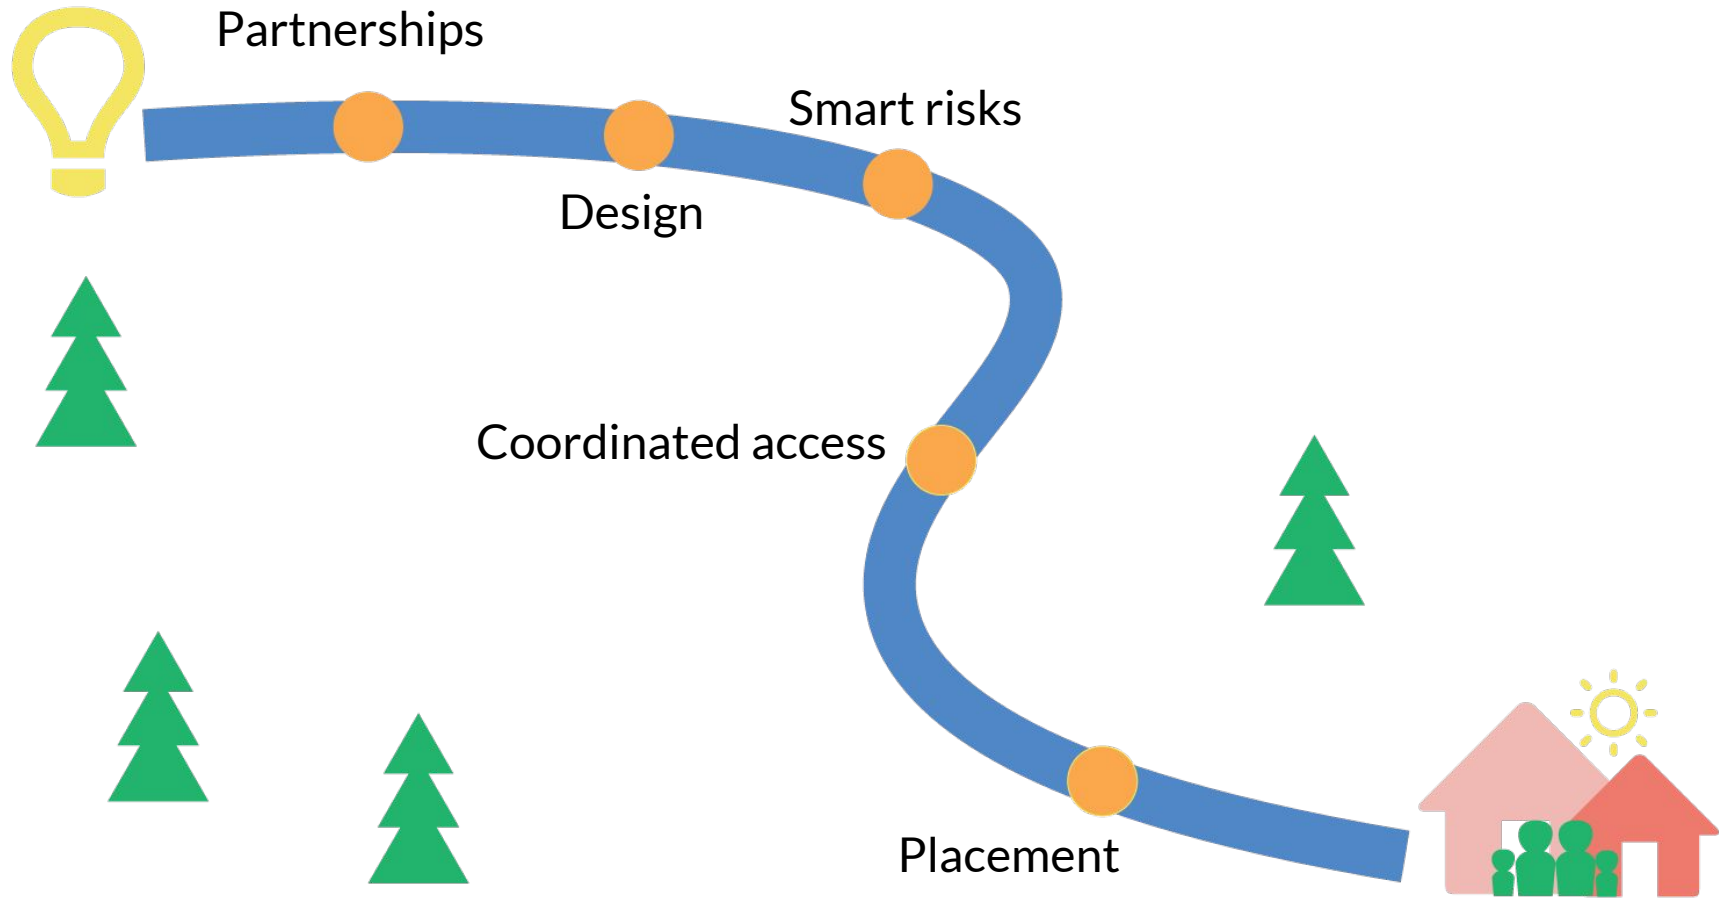 Partnerships
Smart risks
Design
Coordinated access
Placement